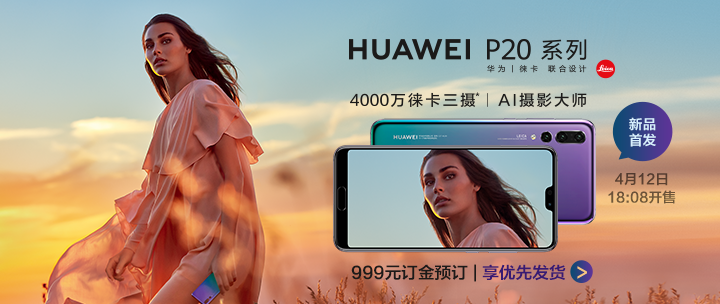 HUAWEI P20 系列
华为 | 徕卡 联合设计
Leica
4000万徕卡三摄* | AI摄影大师
HUAWEI
新品
首发
4月12日
18:08开售
999元订金预订 | 享优先发货 >